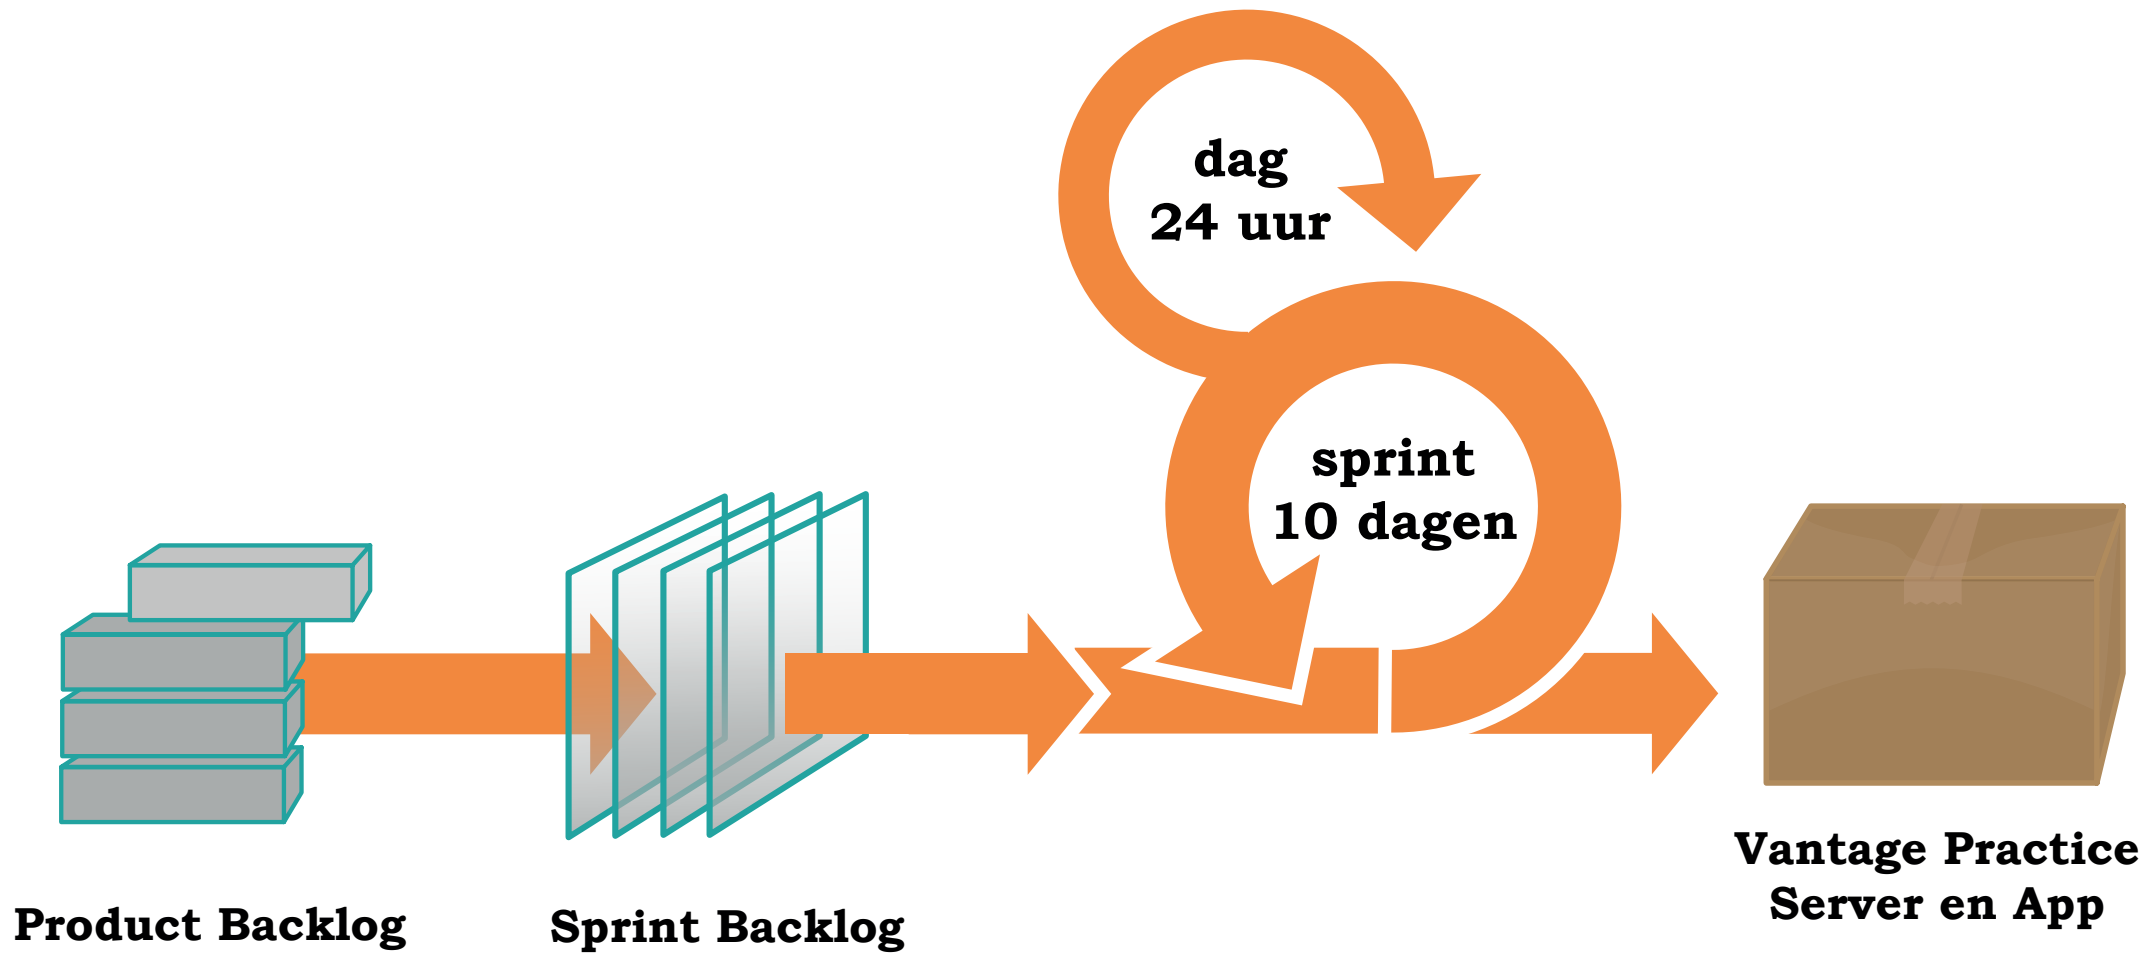 dag
24 uur
sprint
10 dagen
Product Backlog
Sprint Backlog
Vantage Practice
Server en App